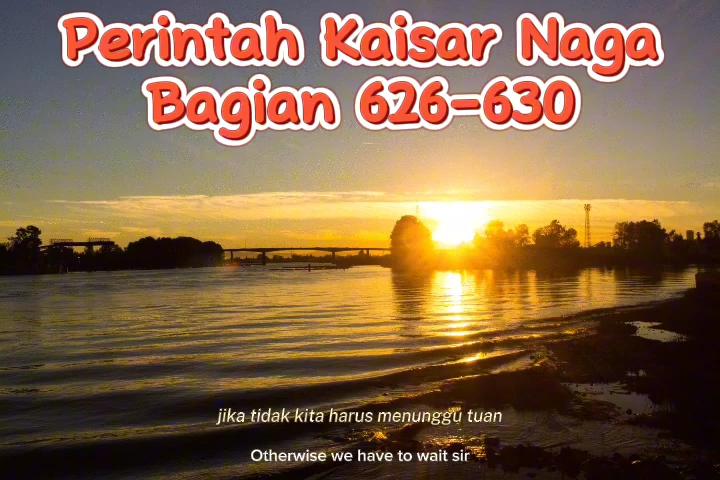 Perintah Kaisar Naga
Bagian 626-630
jika tidak kita harus menunggu tuan
Otherwise we have to wait sir